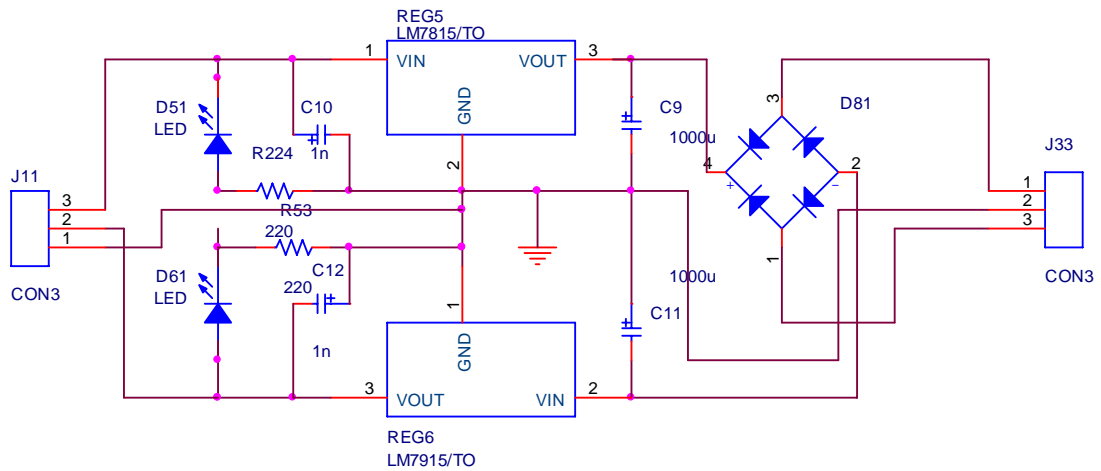 REG5
LM7815/TO
1
VIN
VOUT
3
GND
2
D51
LED
C10
1n
R224
C9
1000u
3
D81
4
2
+
−
1
J33
1
2
3
CON3
J11
3
2
1
CON3
R53
220
C12
220
D61
LED
1n
1000u
C11
1
GND
3
VOUT
VIN
2
REG6
LM7915/TO